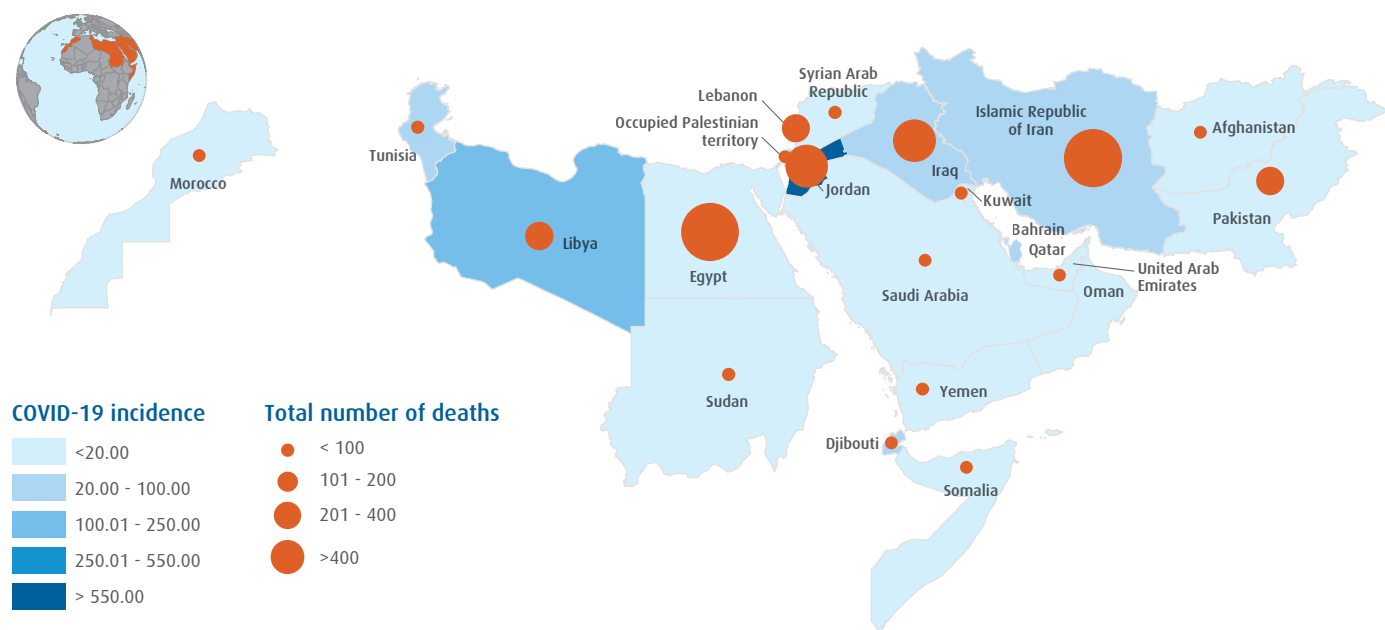 Syrian Arab
Republic
Lebanon
Occupied Palestinian
territory
Islamic Republic
of Iran
Afghanistan
Tunisia
Morocco
Iraq
Jordan
Kuwait
Pakistan
Bahrain
Qatar
Libya
Egypt
United Arab
Emirates
Saudi Arabia
Oman
Sudan
Yemen
Djibouti
Somalia
COVID-19 incidence
<20.00
20.00 - 100.00
100.01 - 250.00
250.01 - 550.00
> 550.00
Total number of deaths
< 100
101 - 200
201 - 400
>400